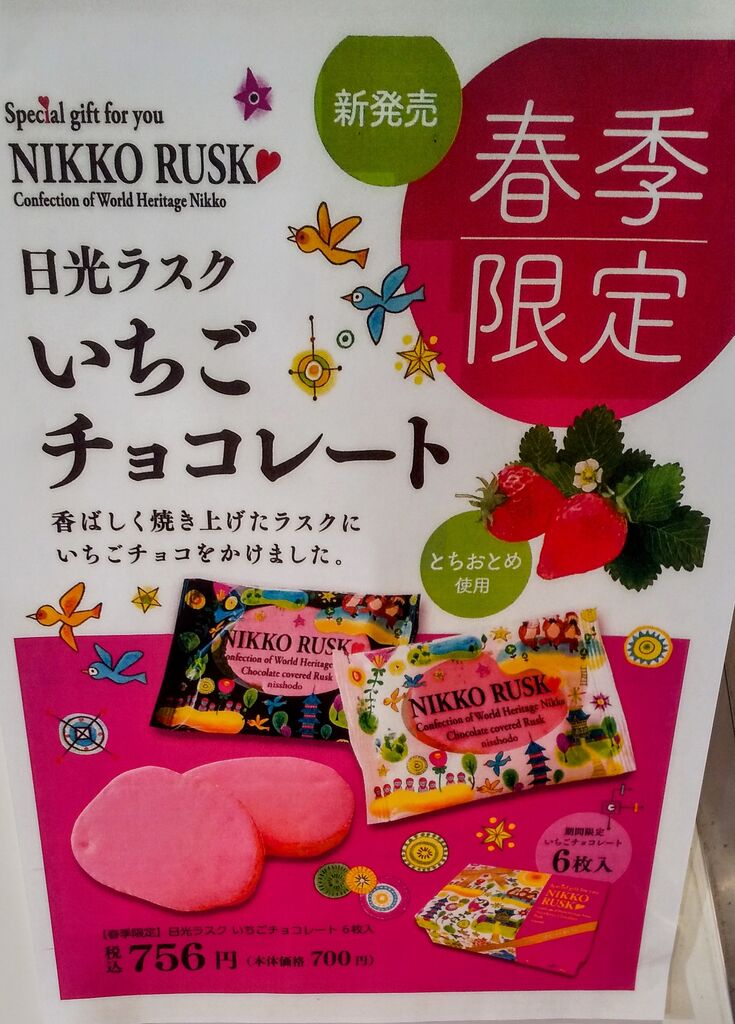 Special gift for you
NIKKO RUSK
Confection of World Heritage Nikko
新発売
春季
限定
日光ラスク
いちご
チョコレート
香ばしく焼き上げたラスクに
いちごチョコをかけました。
とちおとめ
使用
NIKKO RUSK
Confection of World Heritage
Chocolate covered Rusk
nisshodo
NIKKO RUSK
Confection of World Heritage Nikko
Chocolate covered Rusk
nisshodo
期間限定
いちごチョコレート
6枚入
Special gift for you
NIKKO
RUSK
【春季限定】日光ラスク いちごチョコレート 6枚入
税込 756円(本体価格 700円)